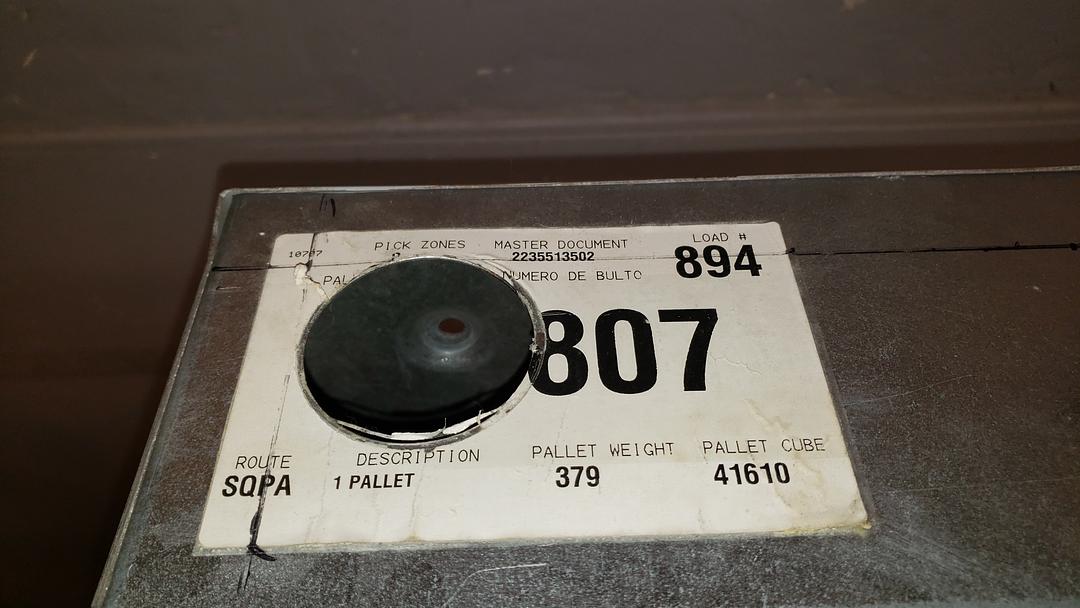 10707 PICK ZONES MASTER DOCUMENT LOAD #
2235513502 894
NUMERO DE BULTO
807
ROUTE DESCRIPTION PALLET WEIGHT PALLET CUBE
SQPA 1 PALLET 379 41610